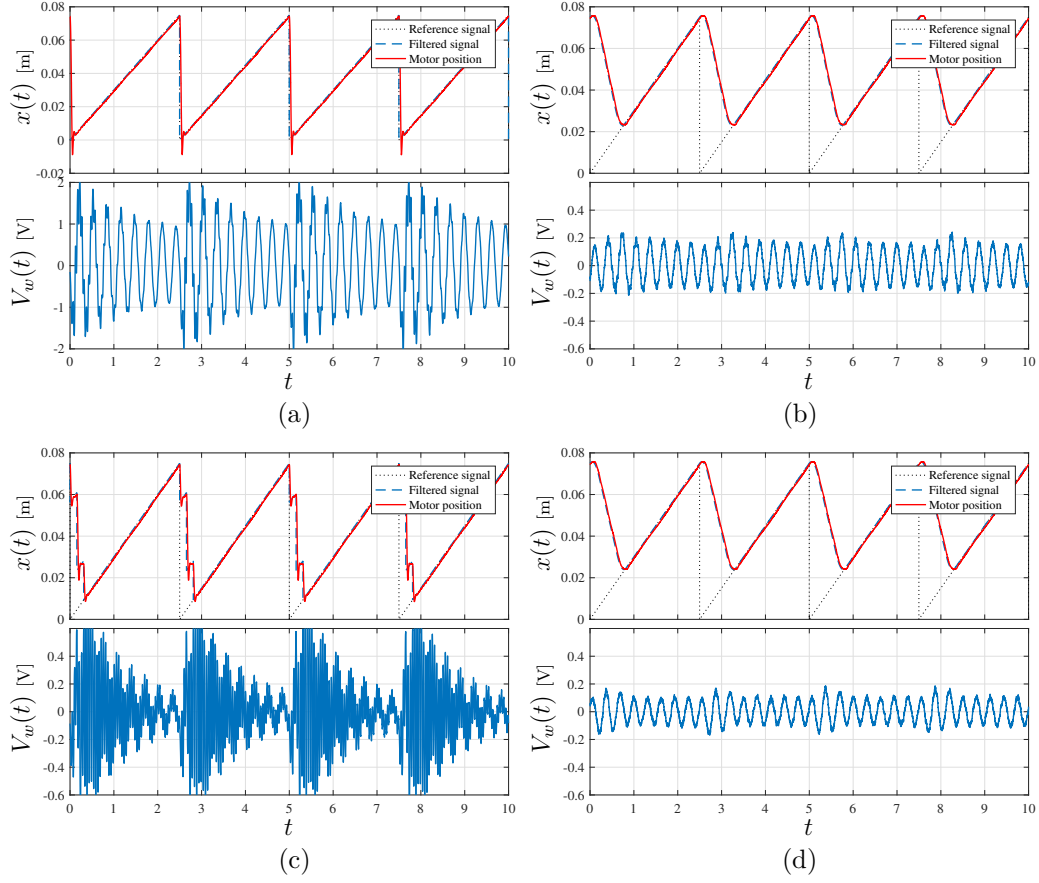 0.08
0.06
0.04
0.02
0
-0.02
x(t) [m]
Reference signal
Filtered signal
Motor position
2
1
0
-1
-2
V_w(t) [V]
0 1 2 3 4 5 6 7 8 9 10
t
(a)
0.08
0.06
0.04
0.02
0
x(t) [m]
Reference signal
Filtered signal
Motor position
0.4
0.2
0
-0.2
-0.4
-0.6
V_w(t) [V]
0 1 2 3 4 5 6 7 8 9 10
t
(b)
0.08
0.06
0.04
0.02
0
x(t) [m]
Reference signal
Filtered signal
Motor position
0.4
0.2
0
-0.2
-0.4
-0.6
V_w(t) [V]
0 1 2 3 4 5 6 7 8 9 10
t
(c)
0.08
0.06
0.04
0.02
0
x(t) [m]
Reference signal
Filtered signal
Motor position
0.4
0.2
0
-0.2
-0.4
-0.6
V_w(t) [V]
0 1 2 3 4 5 6 7 8 9 10
t
(d)